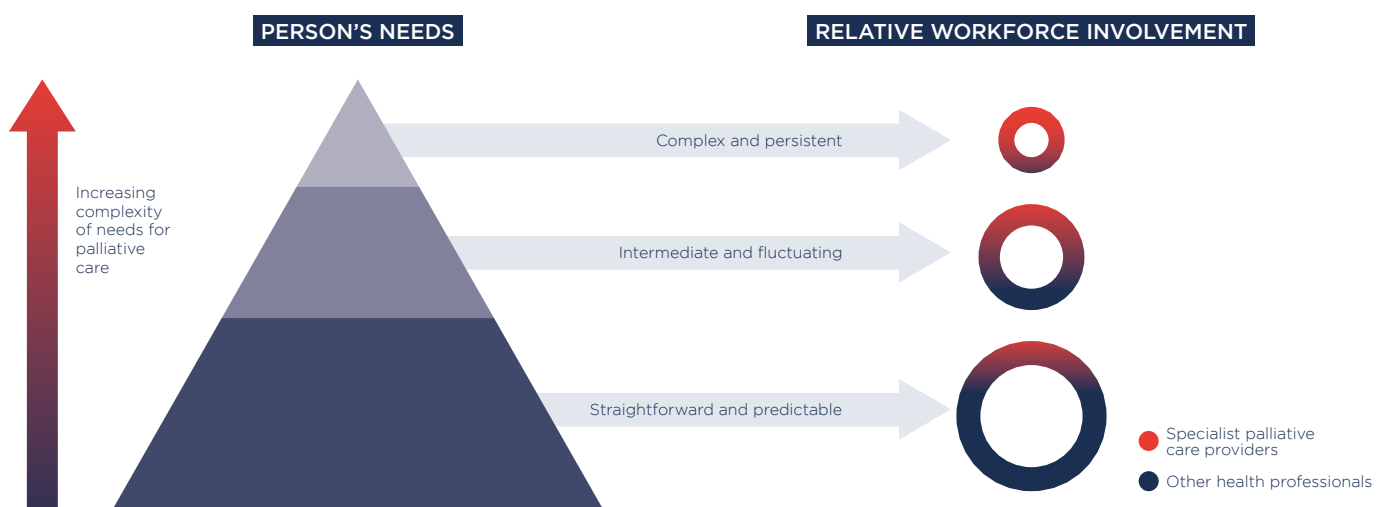 PERSON’S NEEDS
RELATIVE WORKFORCE INVOLVEMENT
Increasing
complexity
of needs for
palliative
care
Complex and persistent
Intermediate and fluctuating
Straightforward and predictable
Specialist palliative
care providers
Other health professionals